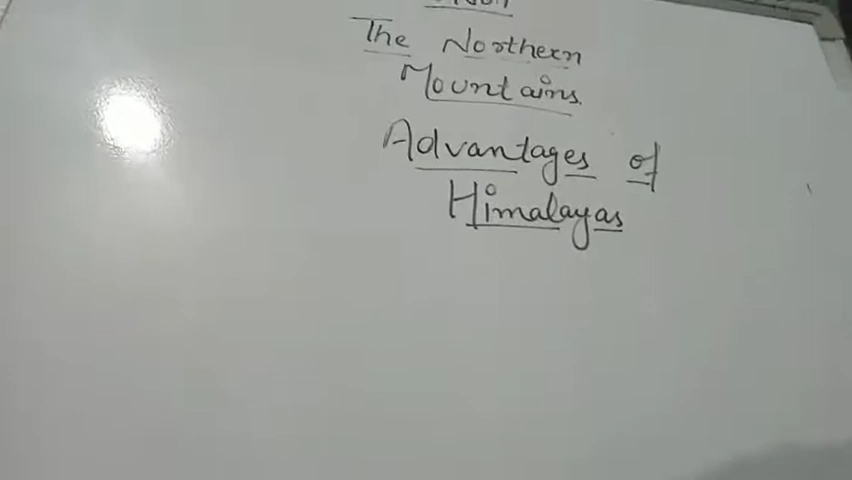 The Northern
Mountains.
Advantages of
Himalayas